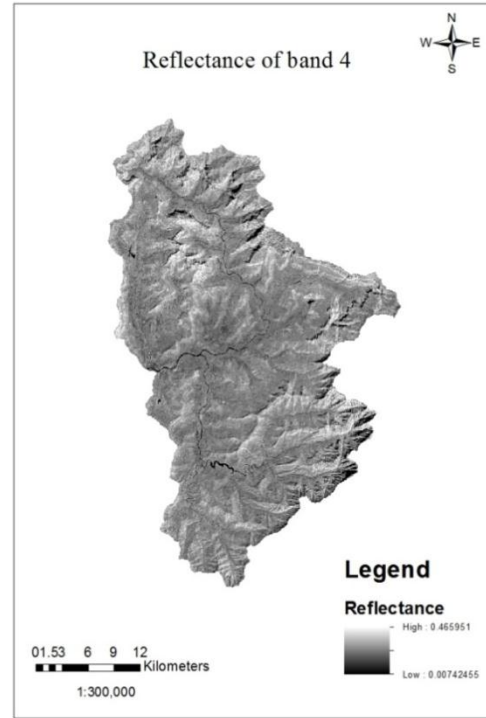 N
W E
S
Reflectance of band 4
Legend
Reflectance
High : 0.465951
Low : 0.00742455
01.53 6 9 12
Kilometers
1:300,000